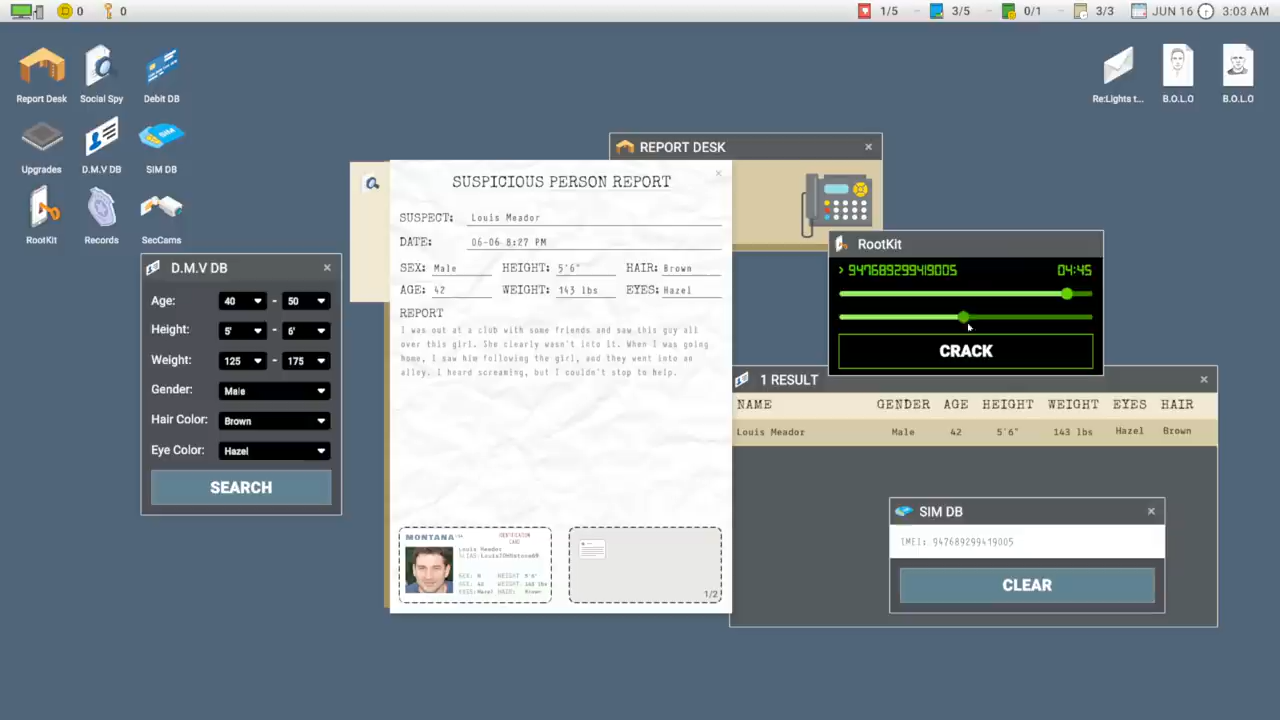 0
0
1/5
3/5
0/1
3/3
JUN 16
3:03 AM
Report Desk
Social Spy
Debit DB
Upgrades
D.M.V DB
SIM DB
RootKit
Records
SecCams
Re:Lights t...
B.O.L.O
B.O.L.O
REPORT DESK
SUSPICIOUS PERSON REPORT
SUSPECT: Louis Meador
DATE: 06-06 8:27 PM
SEX: Male HEIGHT: 5'6" HAIR: Brown
AGE: 42 WEIGHT: 143 lbs EYES: Hazel
REPORT
I was out at a club with some friends and saw this guy all
over this girl. She clearly wasn't into it. When I was going
home, I saw him following the girl, and they went into an
alley. I heard screaming, but I couldn't stop to help.
MONTANA
Louis Meador
1/2
D.M.V DB
Age: 40 - 50
Height: 5' - 6'
Weight: 125 - 175
Gender: Male
Hair Color: Brown
Eye Color: Hazel
SEARCH
RootKit
> 947689299419005 04:45
CRACK
1 RESULT
NAME GENDER AGE HEIGHT WEIGHT EYES HAIR
Louis Meador Male 42 5'6" 143 lbs Hazel Brown
SIM DB
IMEI: 947689299419005
CLEAR